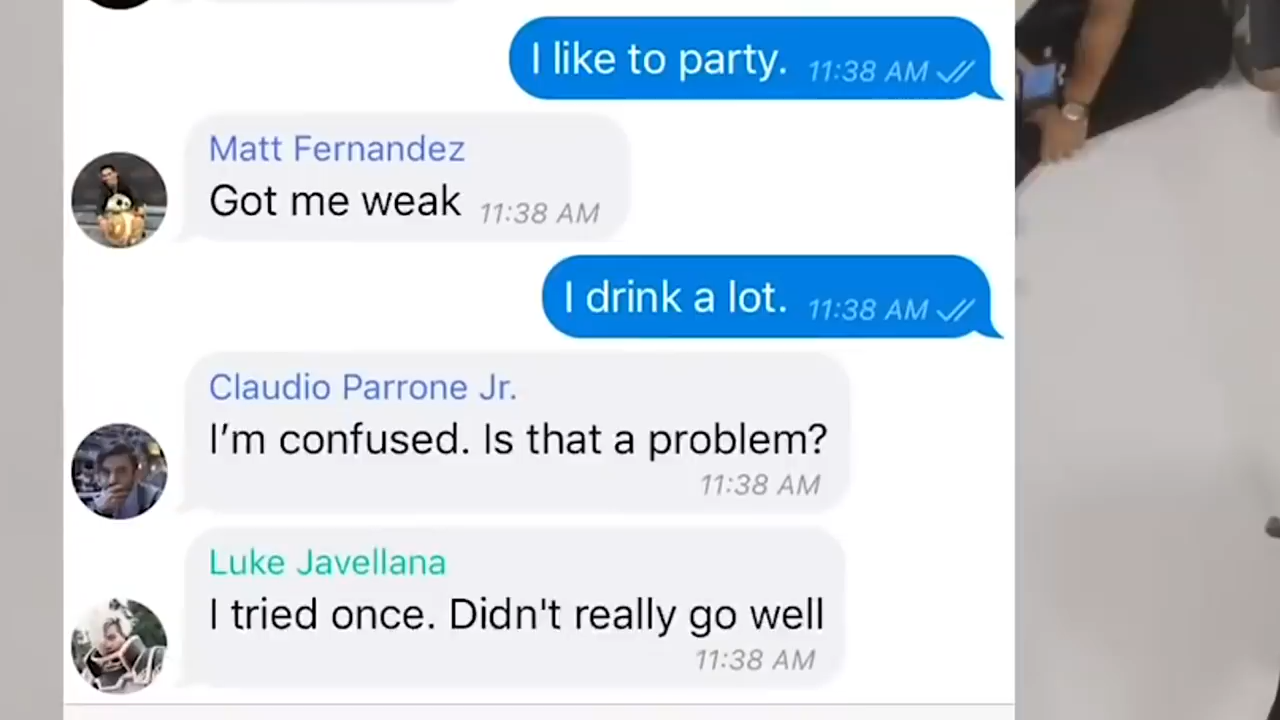 I like to party. 11:38 AM
Matt Fernandez
Got me weak 11:38 AM
I drink a lot. 11:38 AM
Claudio Parrone Jr.
I’m confused. Is that a problem?
11:38 AM
Luke Javellana
I tried once. Didn't really go well
11:38 AM